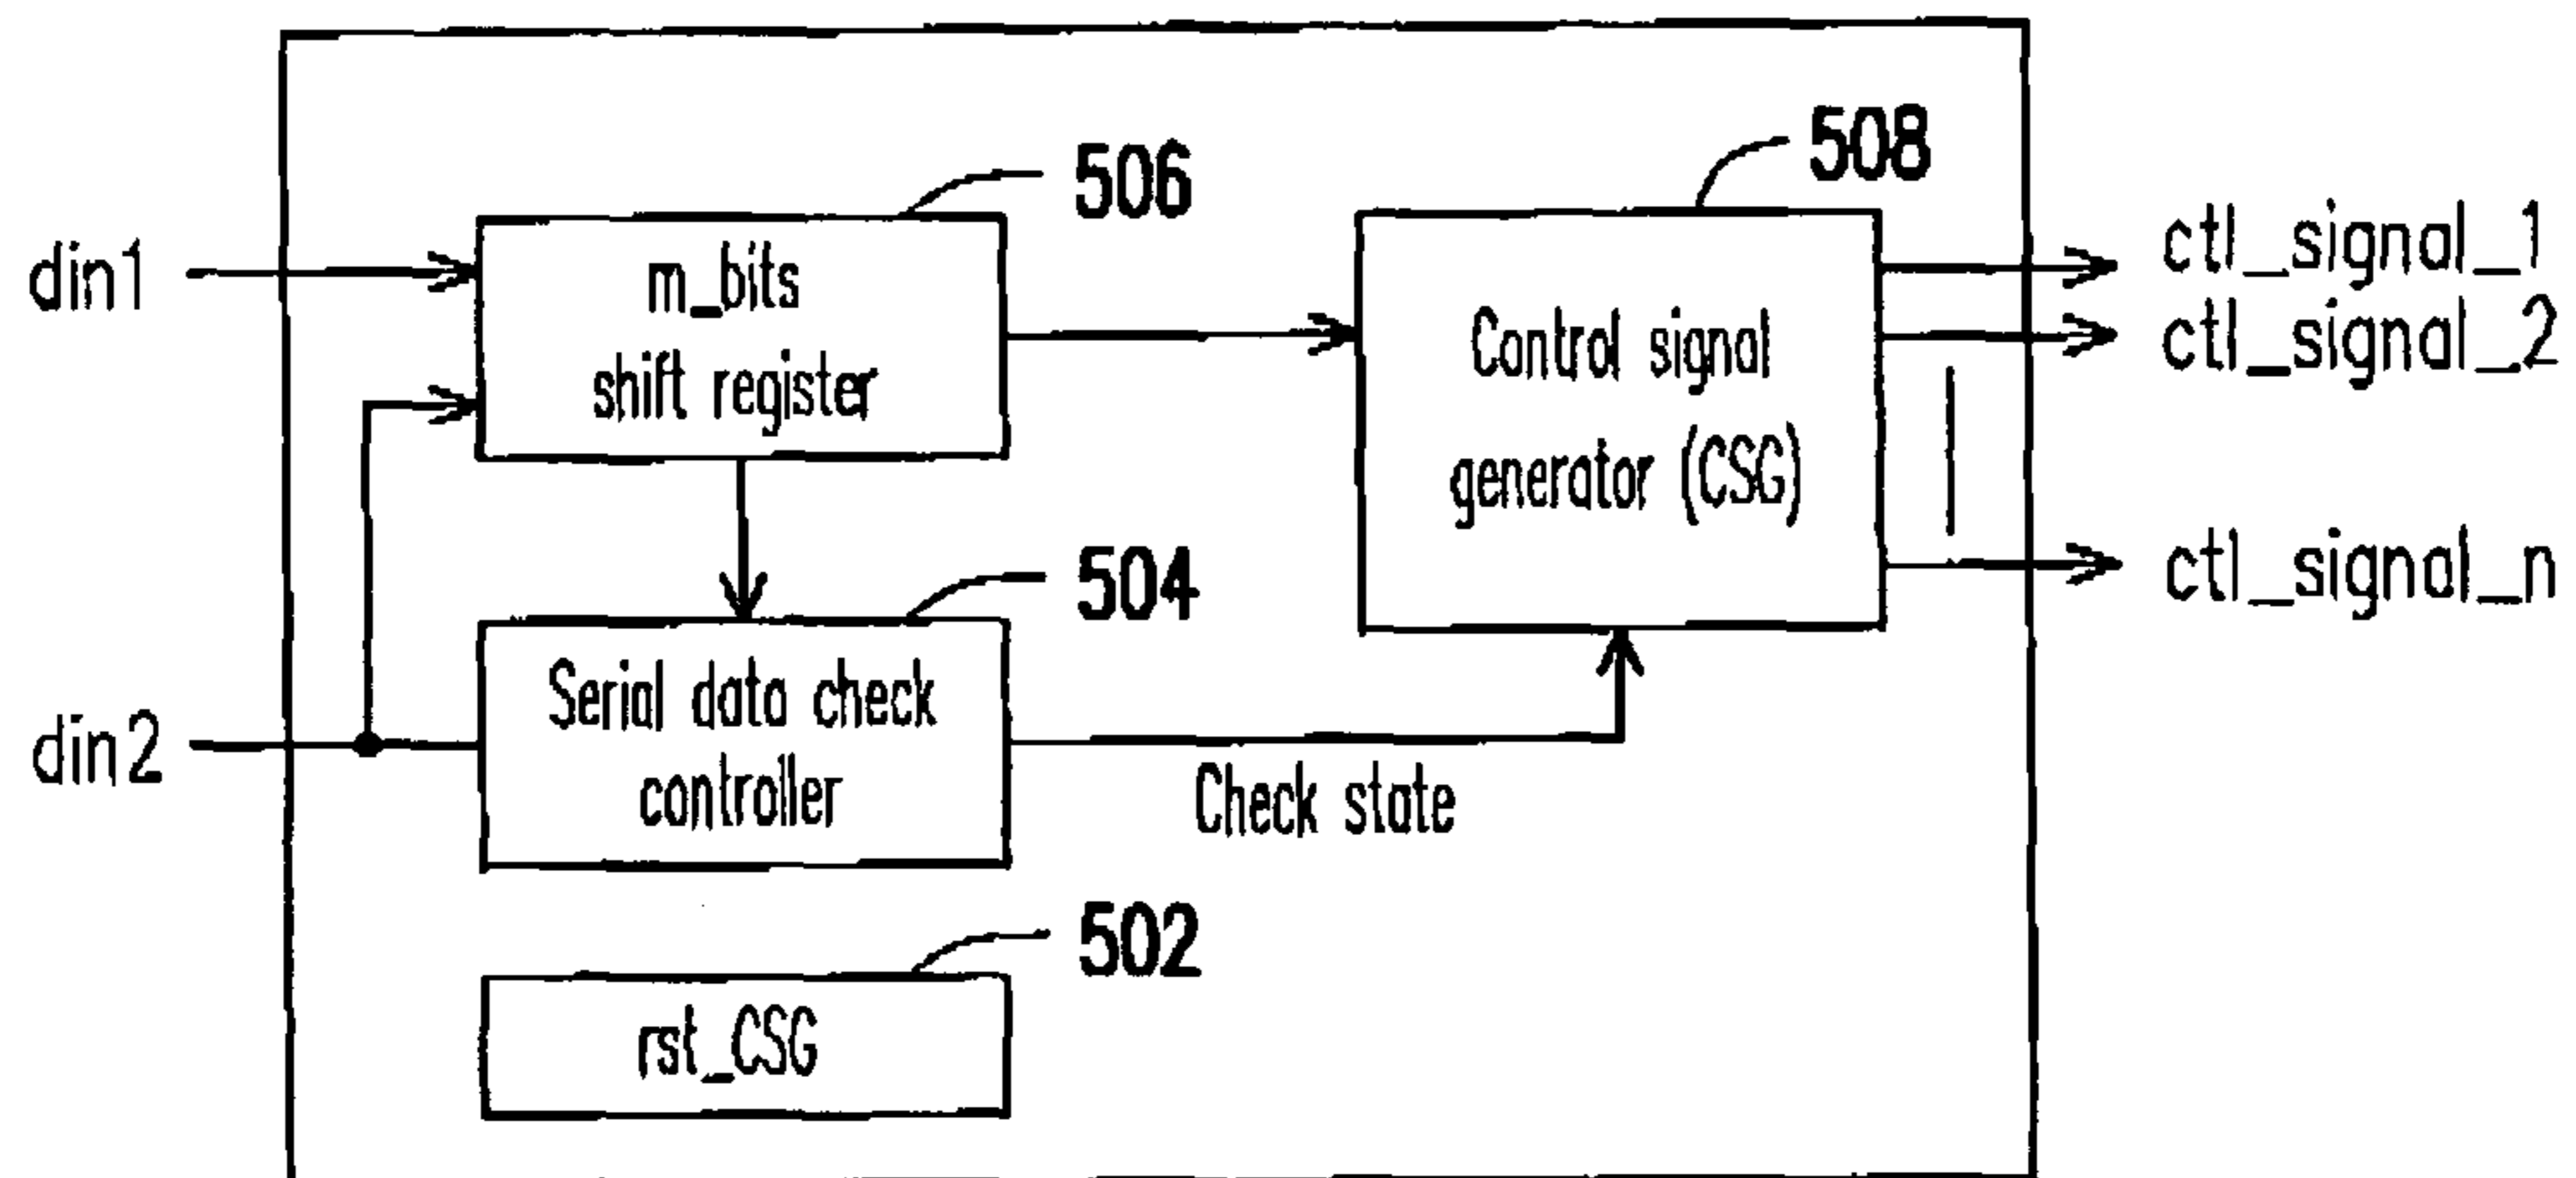 506
508
din1
m_bits
shift register
Control signal
generator (CSG)
ctl_signal_1
ctl_signal_2
ctl_signal_n
504
din2
Serial data check
controller
Check state
502
rst_CSG